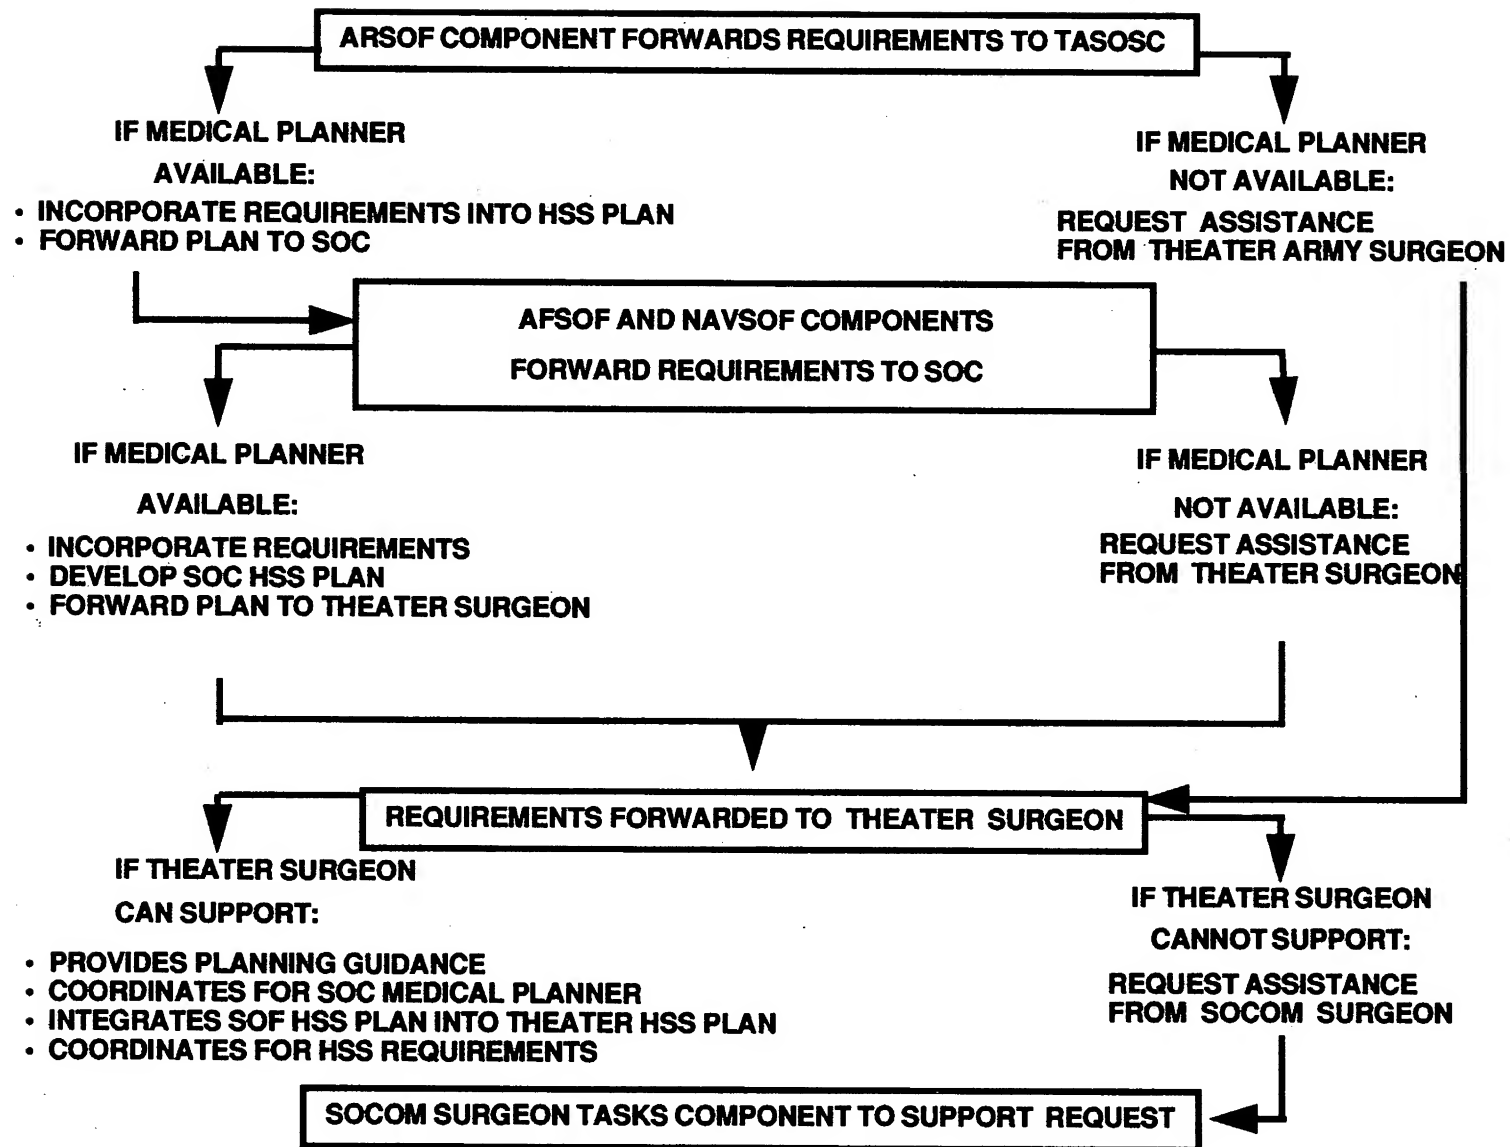 ARSOF COMPONENT FORWARDS REQUIREMENTS TO TASOSC
IF MEDICAL PLANNER
AVAILABLE:
• INCORPORATE REQUIREMENTS INTO HSS PLAN
• FORWARD PLAN TO SOC
IF MEDICAL PLANNER
NOT AVAILABLE:
REQUEST ASSISTANCE
FROM THEATER ARMY SURGEON
AFSOF AND NAVSOF COMPONENTS
FORWARD REQUIREMENTS TO SOC
IF MEDICAL PLANNER
AVAILABLE:
• INCORPORATE REQUIREMENTS
• DEVELOP SOC HSS PLAN
• FORWARD PLAN TO THEATER SURGEON
IF MEDICAL PLANNER
NOT AVAILABLE:
REQUEST ASSISTANCE
FROM THEATER SURGEON
REQUIREMENTS FORWARDED TO THEATER SURGEON
IF THEATER SURGEON
CAN SUPPORT:
• PROVIDES PLANNING GUIDANCE
• COORDINATES FOR SOC MEDICAL PLANNER
• INTEGRATES SOF HSS PLAN INTO THEATER HSS PLAN
• COORDINATES FOR HSS REQUIREMENTS
IF THEATER SURGEON
CANNOT SUPPORT:
REQUEST ASSISTANCE
FROM SOCOM SURGEON
SOCOM SURGEON TASKS COMPONENT TO SUPPORT REQUEST